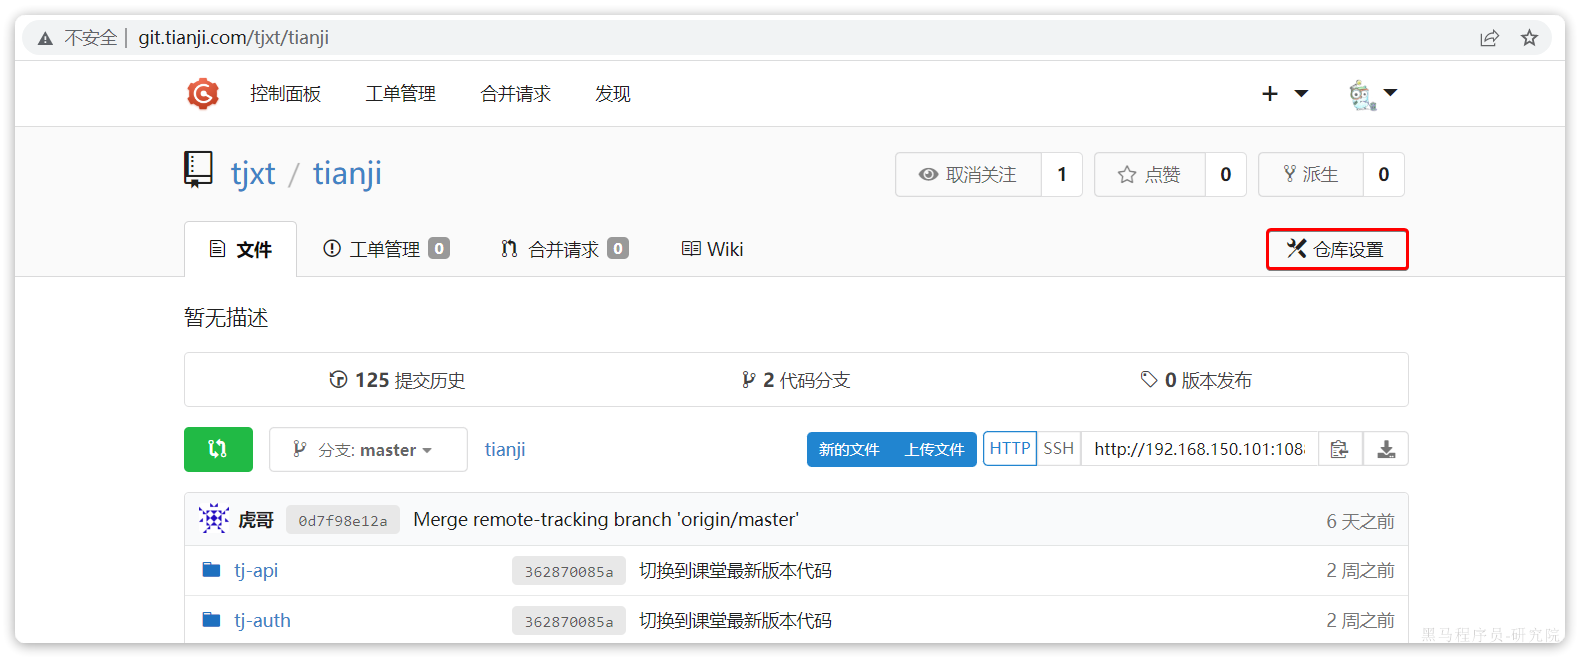 不安全 | git.tianji.com/tjxt/tianji
控制面板 工单管理 合并请求 发现
tjxt / tianji 取消关注 1 点赞 0 派生 0
文件 工单管理 0 合并请求 0 Wiki 仓库设置
暂无描述
125 提交历史 2 代码分支 0 版本发布
分支: master tianji 新的文件 上传文件 HTTP SSH http://192.168.150.101:108
虎哥 0d7f98e12a Merge remote-tracking branch 'origin/master' 6 天之前
tj-api 362870085a 切换到课堂最新版本代码 2 周之前
tj-auth 362870085a 切换到课堂最新版本代码 2 周之前
黑马程序员-研究院